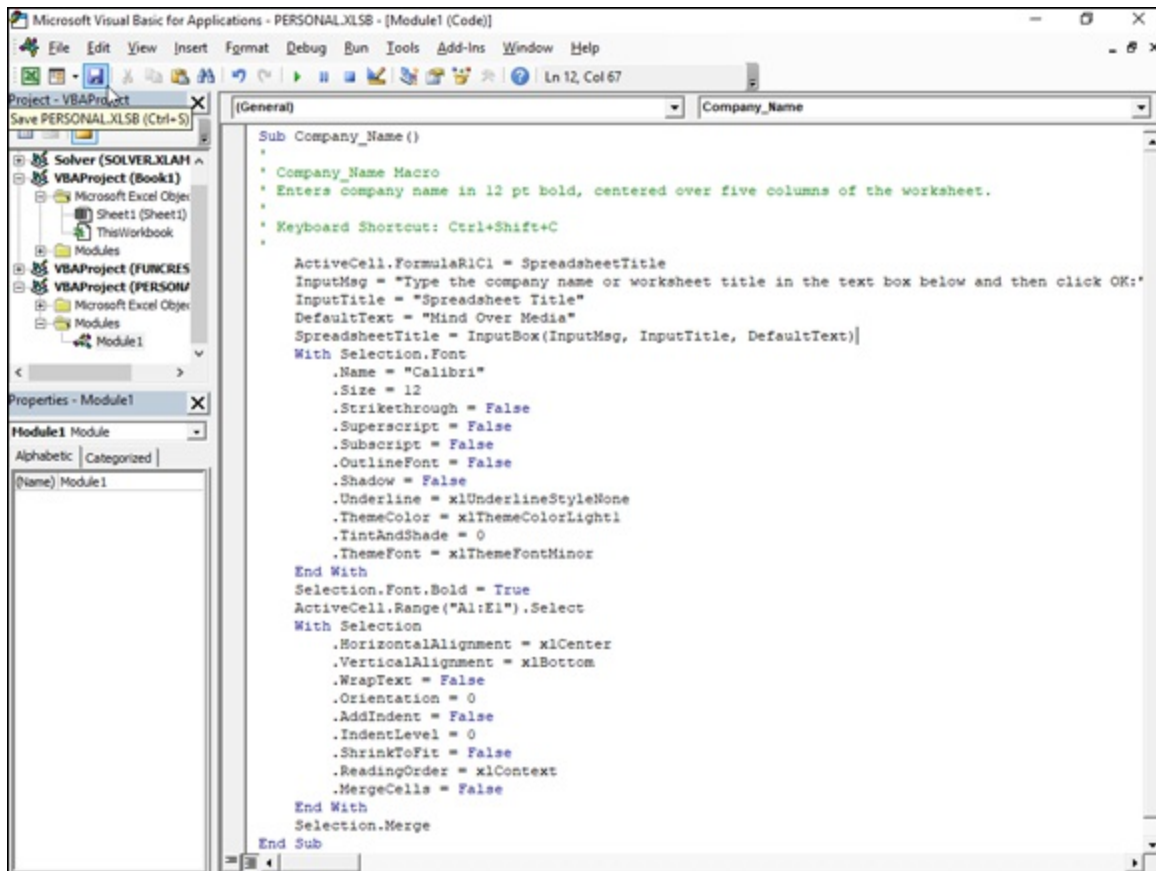 Microsoft Visual Basic for Applications - PERSONAL.XLSB - [Module1 (Code)]
File Edit View Insert Format Debug Run Tools Add-Ins Window Help
Ln 12, Col 67
Project - VBAProject
Save PERSONAL.XLSB (Ctrl+S)
Solver (SOLVER.XLAM
VBAProject (Book1)
Microsoft Excel Objec
Sheet1 (Sheet1)
ThisWorkbook
Modules
VBAProject (FUNCRES
VBAProject (PERSONA
Microsoft Excel Objec
Modules
Module1
Properties - Module1
Module1 Module
Alphabetic Categorized
(Name) Module1
(General) Company_Name
Sub Company_Name()
'
' Company_Name Macro
' Enters company name in 12 pt bold, centered over five columns of the worksheet.
'
' Keyboard Shortcut: Ctrl+Shift+C
'
ActiveCell.FormulaR1C1 = SpreadsheetTitle
InputMsg = "Type the company name or worksheet title in the text box below and then click OK:"
InputTitle = "Spreadsheet Title"
DefaultText = "Mind Over Media"
SpreadsheetTitle = InputBox(InputMsg, InputTitle, DefaultText)
With Selection.Font
.Name = "Calibri"
.Size = 12
.Strikethrough = False
.Superscript = False
.Subscript = False
.OutlineFont = False
.Shadow = False
.Underline = xlUnderlineStyleNone
.ThemeColor = xlThemeColorLight1
.TintAndShade = 0
.ThemeFont = xlThemeFontMinor
End With
Selection.Font.Bold = True
ActiveCell.Range("A1:E1").Select
With Selection
.HorizontalAlignment = xlCenter
.VerticalAlignment = xlBottom
.WrapText = False
.Orientation = 0
.AddIndent = False
.IndentLevel = 0
.ShrinkToFit = False
.ReadingOrder = xlContext
.MergeCells = False
End With
Selection.Merge
End Sub